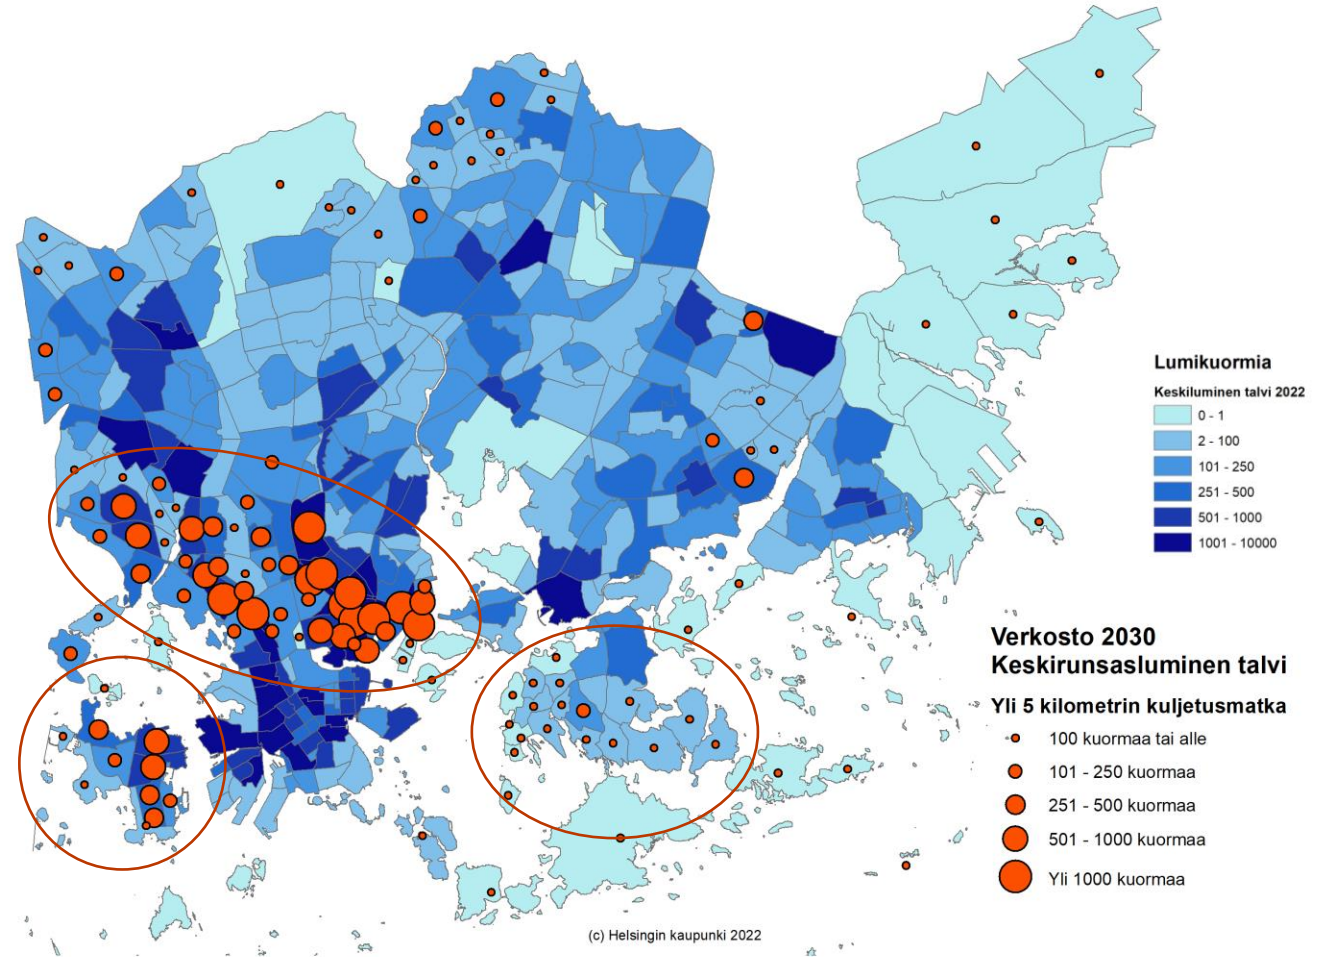 Lumikuormia
Keskiluminen talvi 2022
0 - 1
2 - 100
101 - 250
251 - 500
501 - 1000
1001 - 10000
Verkosto 2030
Keskirunsasluminen talvi
Yli 5 kilometrin kuljetusmatka
100 kuormaa tai alle
101 - 250 kuormaa
251 - 500 kuormaa
501 - 1000 kuormaa
Yli 1000 kuormaa
(c) Helsingin kaupunki 2022